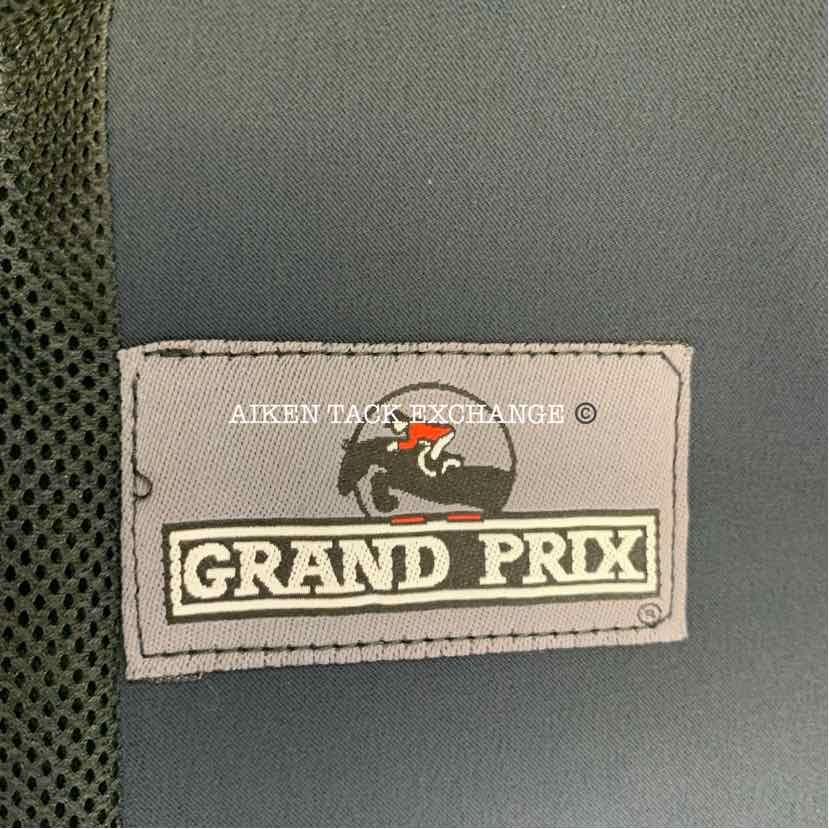 AIKEN TACK EXCHANGE ©
GRAND PRIX
®